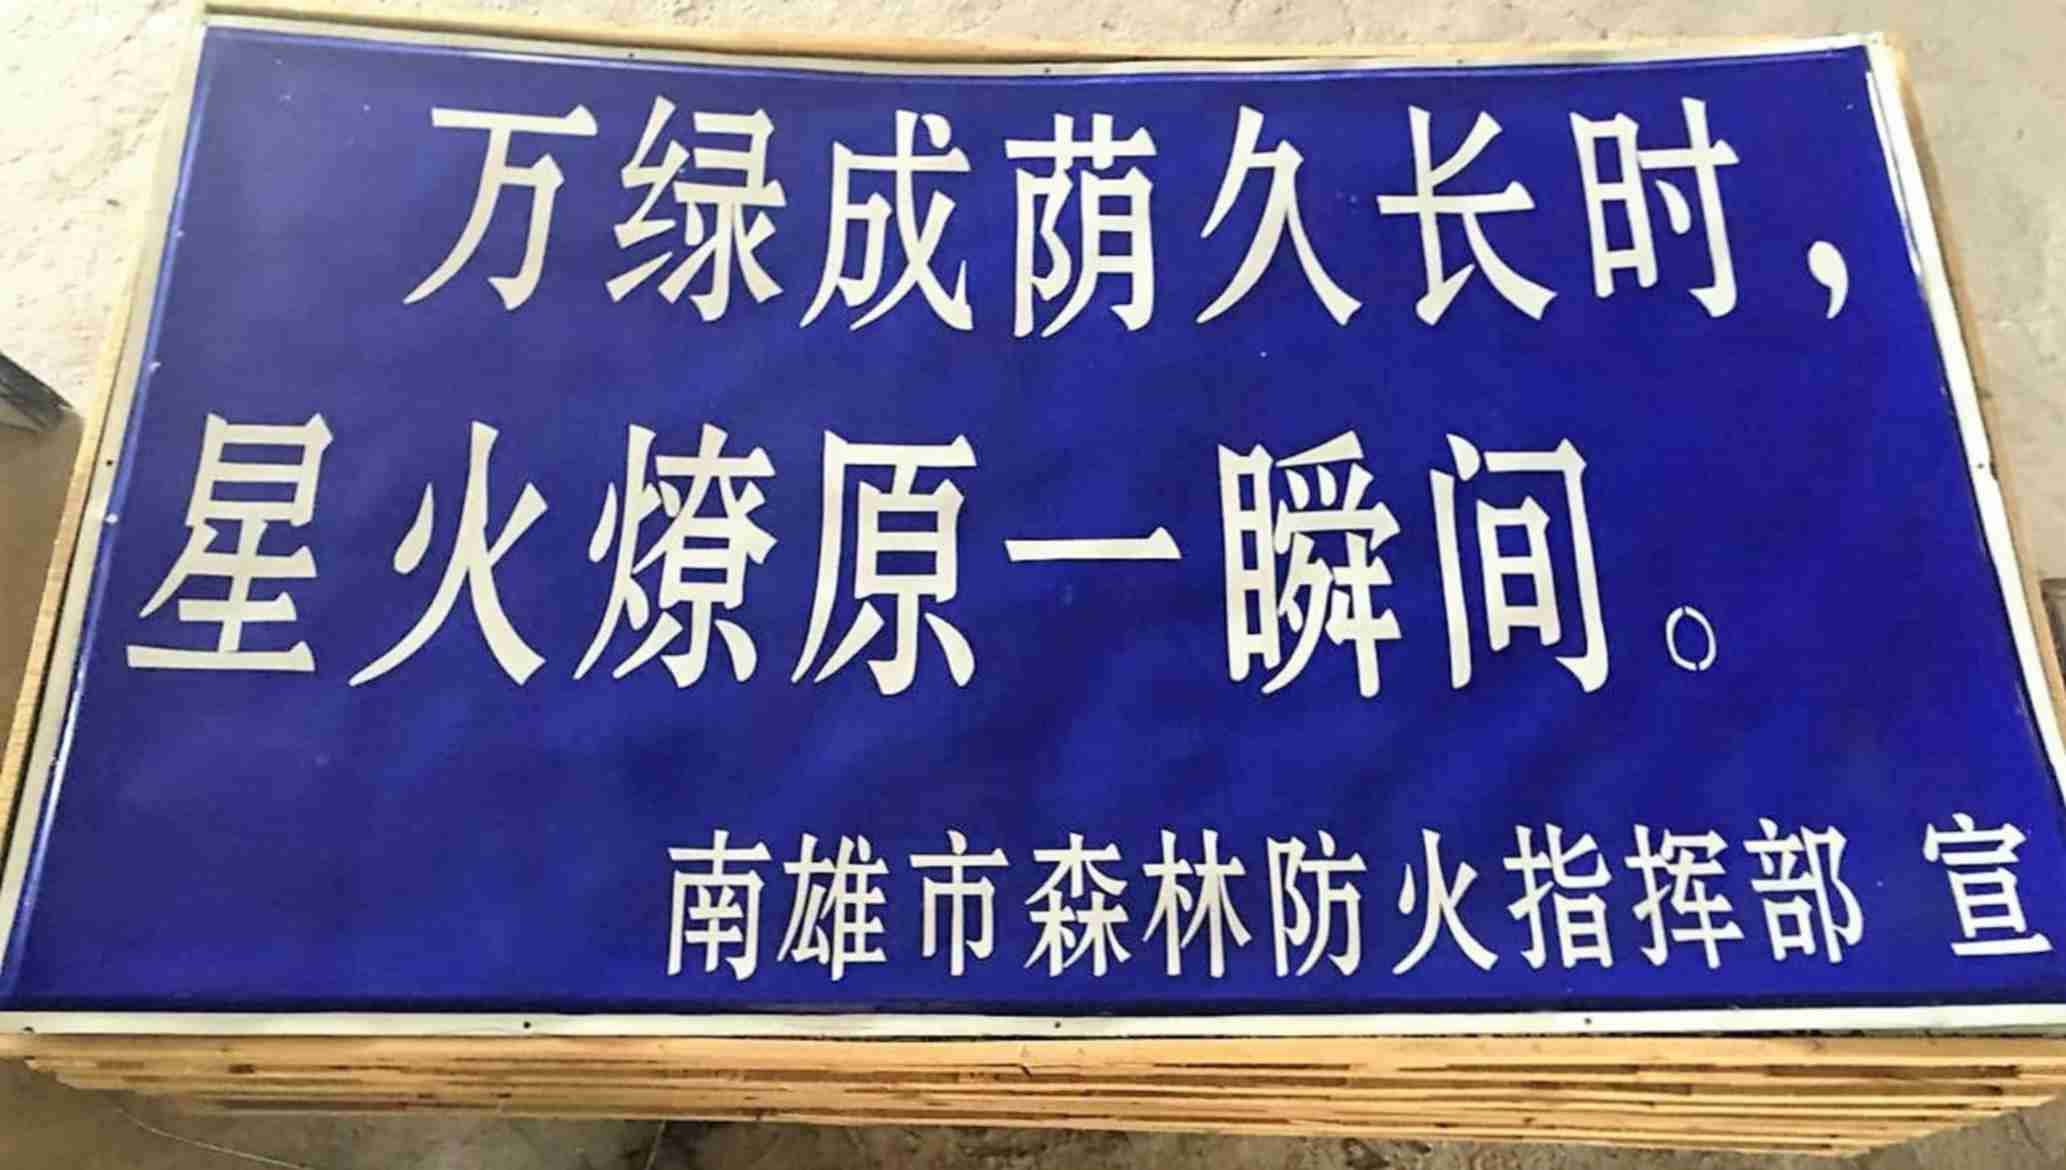 万绿成荫久长时，
星火燎原一瞬间。
南雄市森林防火指挥部 宣